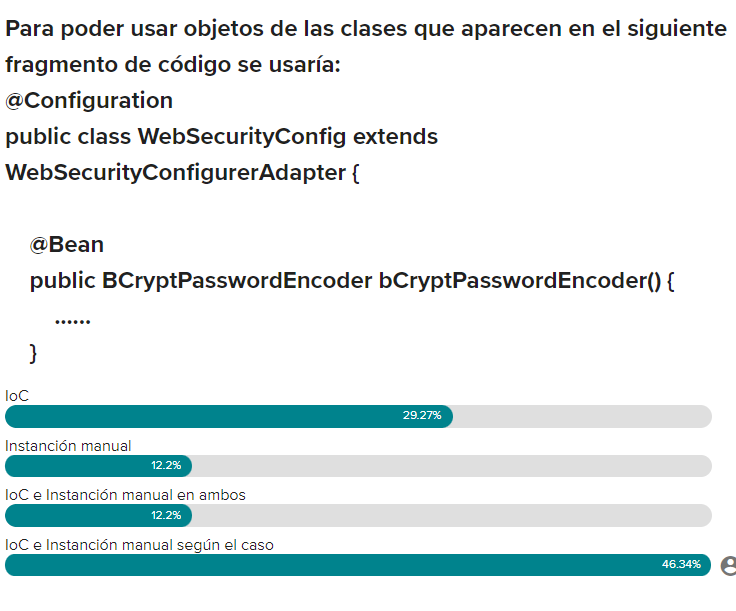 Para poder usar objetos de las clases que aparecen en el siguiente
fragmento de código se usaría:
@Configuration
public class WebSecurityConfig extends
WebSecurityConfigurerAdapter {
@Bean
public BCryptPasswordEncoder bCryptPasswordEncoder() {
......
}
IoC
29.27%
Instanción manual
12.2%
IoC e Instanción manual en ambos
12.2%
IoC e Instanción manual según el caso
46.34%